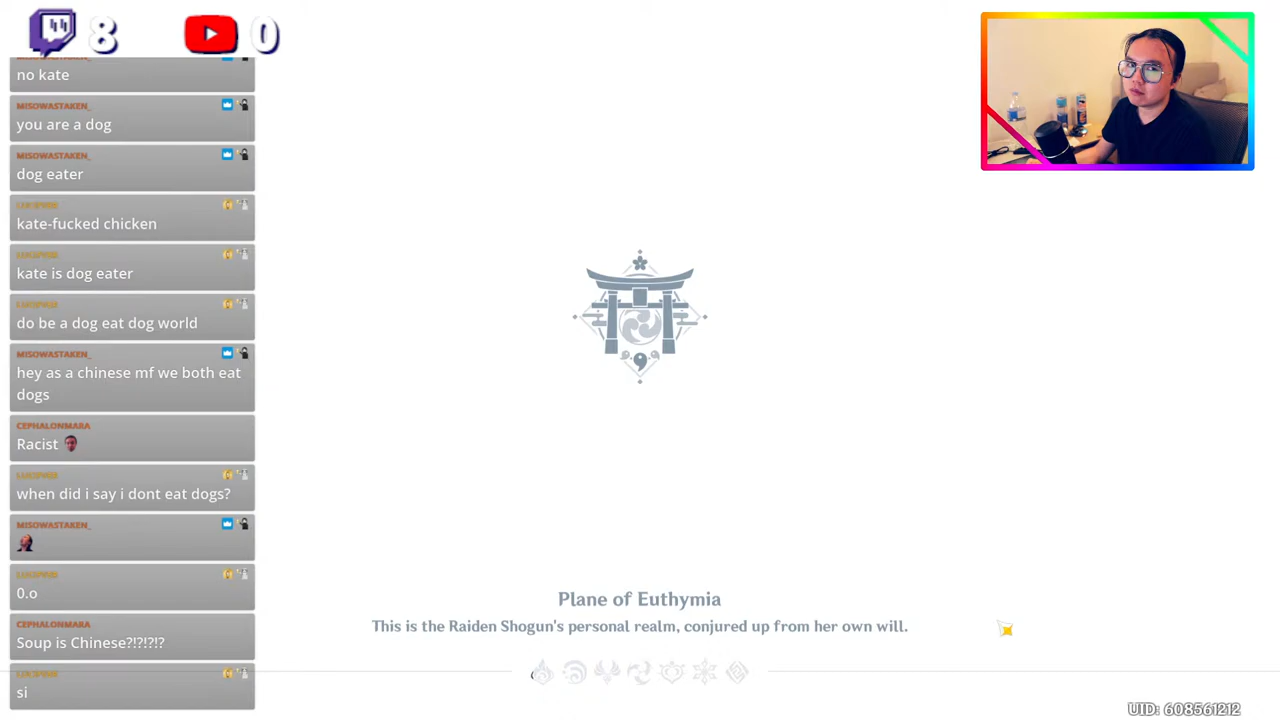 8
0
no kate
MISOWASTAKEN_
you are a dog
MISOWASTAKEN_
dog eater
kate-fucked chicken
kate is dog eater
do be a dog eat dog world
MISOWASTAKEN_
hey as a chinese mf we both eat
dogs
CEPHALONMARA
Racist
when did i say i dont eat dogs?
MISOWASTAKEN_
0.o
CEPHALONMARA
Soup is Chinese?!?!?!?
si
Plane of Euthymia
This is the Raiden Shogun's personal realm, conjured up from her own will.
UID: 608561212